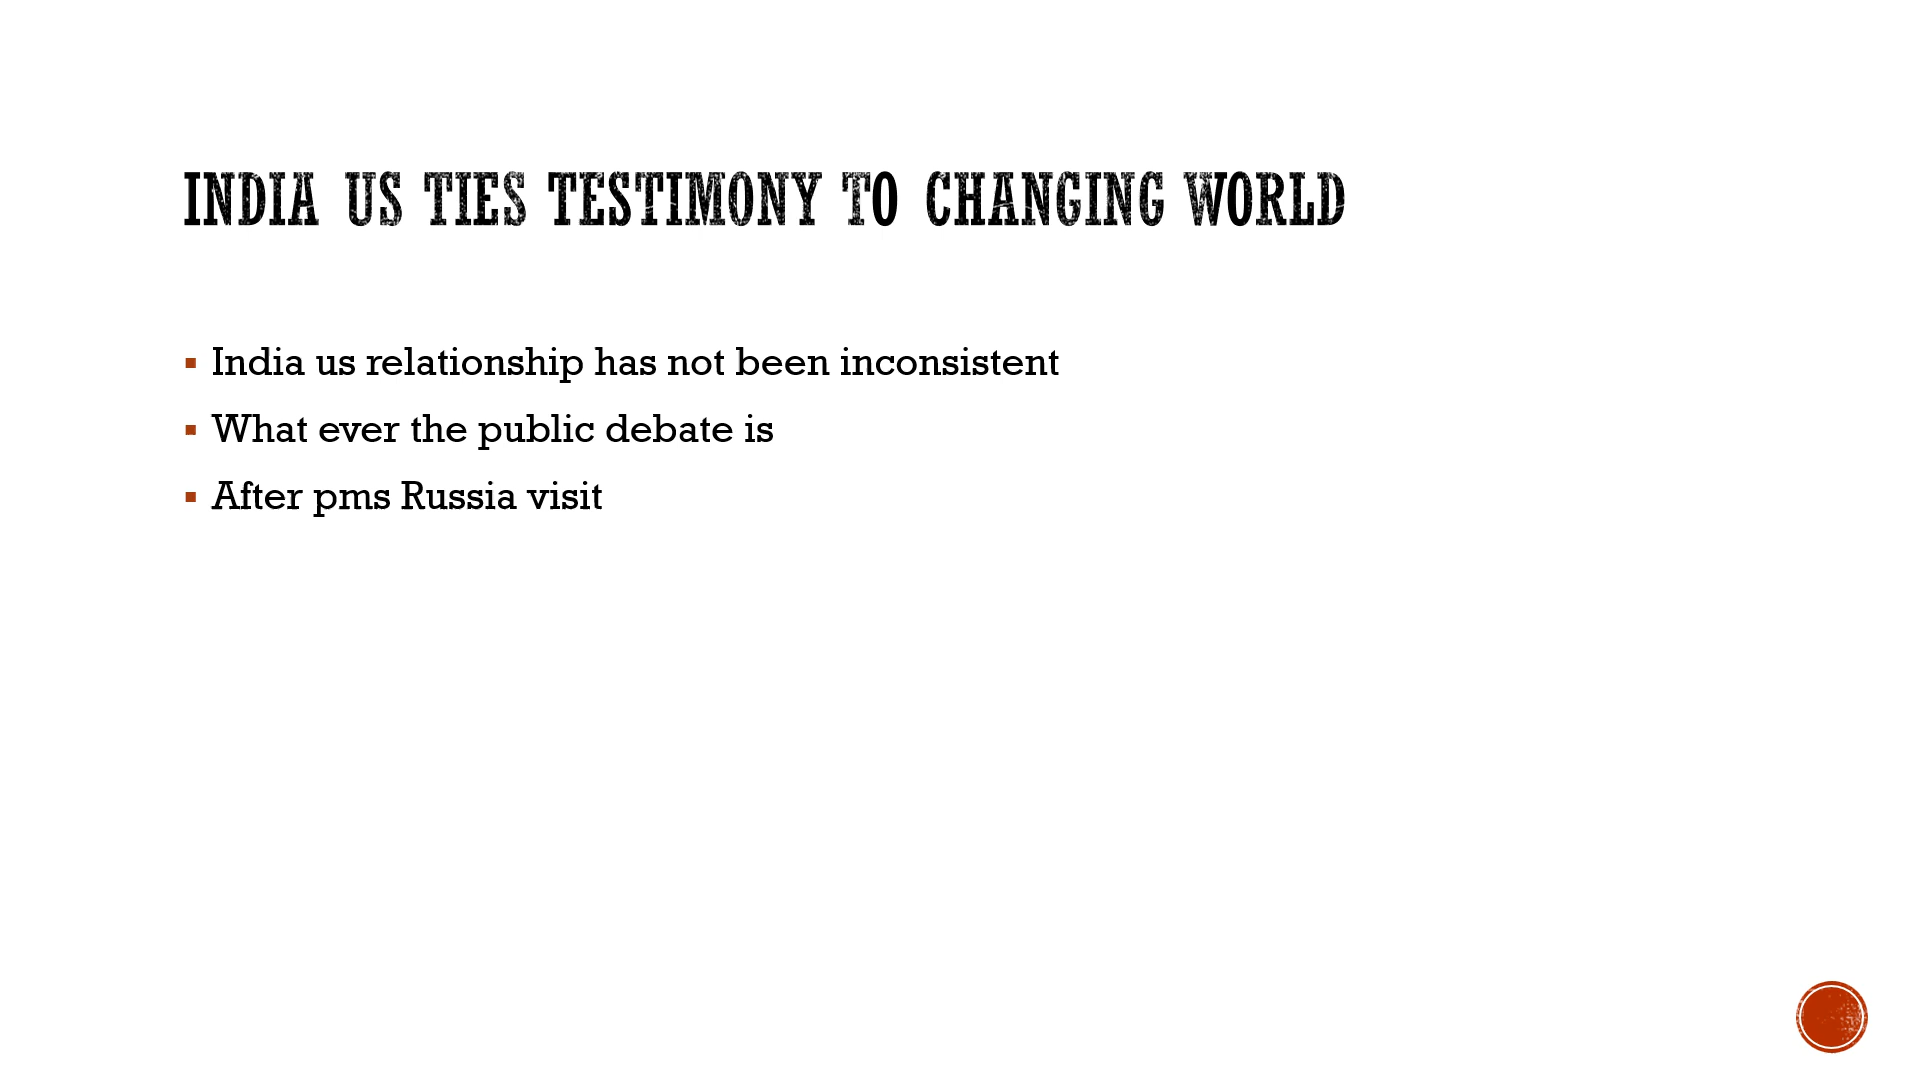 INDIA US TIES TESTIMONY TO CHANGING WORLD
India us relationship has not been inconsistent
What ever the public debate is
After pms Russia visit